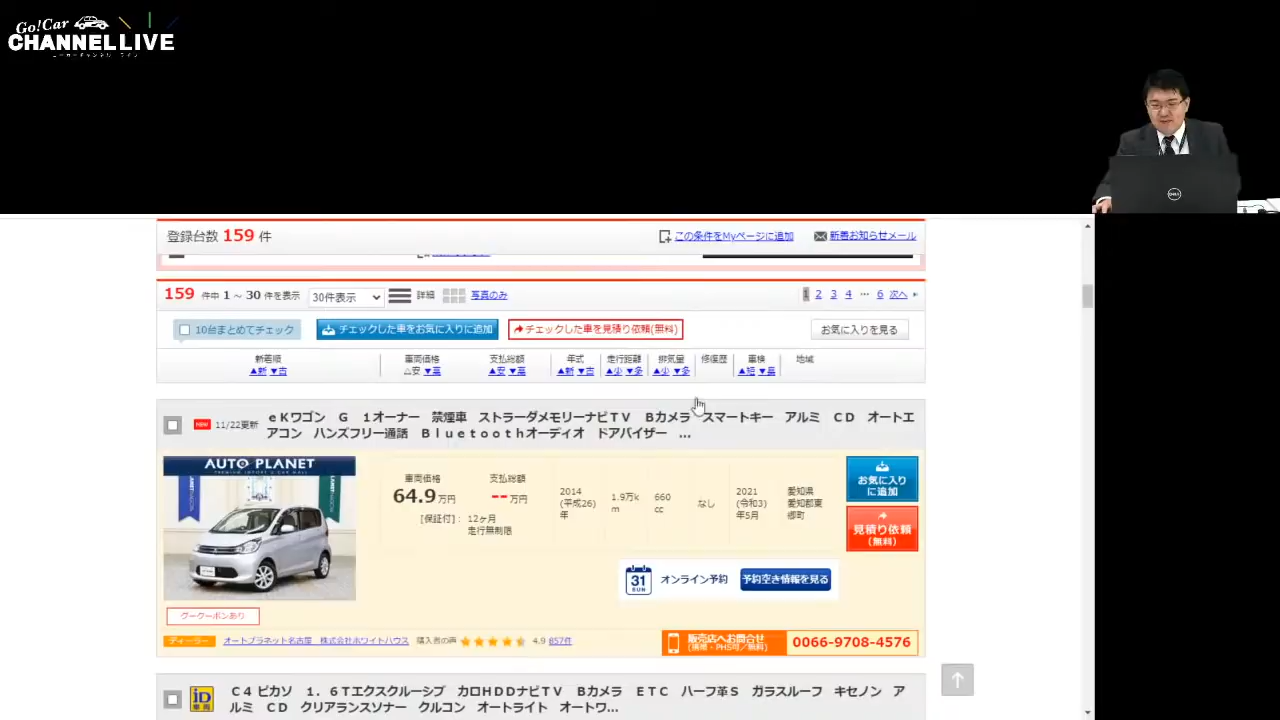 Go!Car
CHANNELLIVE
登録台数 159 件
この条件をMyページに追加
新着お知らせメール
159 件中 1 ~ 30 件を表示
30件表示
詳細
写真のみ
1 2 3 4 … 6 次へ
10台まとめてチェック
チェックした車をお気に入りに追加
チェックした車を見積り依頼(無料)
お気に入りを見る
新着順 車両価格 支払総額 年式 走行距離 排気量 修復歴 車検 地域
▲新 ▼古 △安 ▼高 ▲安 ▼高 ▲新 ▼古 ▲少 ▼多 ▲少 ▼多 ▲短 ▼長
NEW 11/22更新
eKワゴン G 1オーナー 禁煙車 ストラーダメモリーナビTV Bカメラ スマートキー アルミ CD オートエ
アコン ハンズフリー通話 Bluetoothオーディオ ドアバイザー ...
AUTO PLANET
車両価格
64.9万円
支払総額
--万円
[保証付]: 12ヶ月
走行無制限
2014
(平成26)
年
1.9万k
m
660
cc
なし
2021
(令和3)
年5月
愛知県
愛知郡東
郷町
お気に入り
に追加
見積り依頼
(無料)
31
SUN
オンライン予約
予約空き情報を見る
グークーポンあり
ディーラー
オートプラネット名古屋 株式会社ホワイトハウス
購入者の声
4.9 857件
販売店へお問合せ
(携帯・PHS可/無料)
0066-9708-4576
iD
車両
C4 ピカソ 1.6Tエクスクルーシブ カロHDDナビTV Bカメラ ETC ハーフ革S ガラスルーフ キセノン ア
ルミ CD クリアランスソナー クルコン オートライト オートワ...
DELL